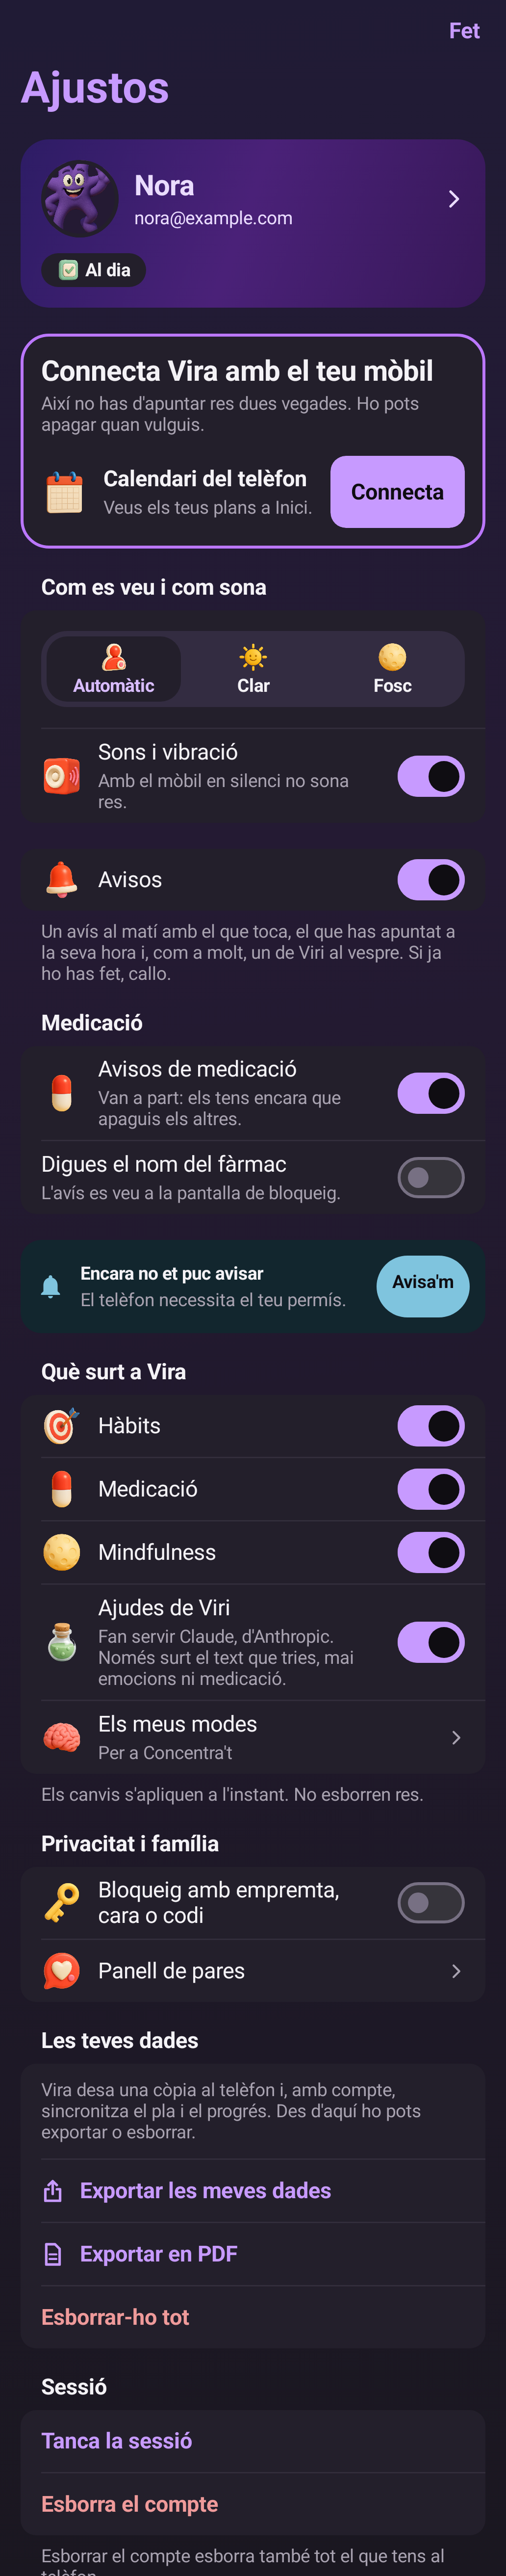 Fet
Ajustos
Nora
nora@example.com
Al dia
Connecta Vira amb el teu mòbil
Així no has d'apuntar res dues vegades. Ho pots
apagar quan vulguis.
Calendari del telèfon
Veus els teus plans a Inici.
Connecta
Com es veu i com sona
Automàtic
Clar
Fosc
Sons i vibració
Amb el mòbil en silenci no sona
res.
Avisos
Un avís al matí amb el que toca, el que has apuntat a
la seva hora i, com a molt, un de Viri al vespre. Si ja
ho has fet, callo.
Medicació
Avisos de medicació
Van a part: els tens encara que
apaguis els altres.
Digues el nom del fàrmac
L'avís es veu a la pantalla de bloqueig.
Encara no et puc avisar
El telèfon necessita el teu permís.
Avisa'm
Què surt a Vira
Hàbits
Medicació
Mindfulness
Ajudes de Viri
Fan servir Claude, d'Anthropic.
Només surt el text que tries, mai
emocions ni medicació.
Els meus modes
Per a Concentra't
Els canvis s'apliquen a l'instant. No esborren res.
Privacitat i família
Bloqueig amb empremta,
cara o codi
Panell de pares
Les teves dades
Vira desa una còpia al telèfon i, amb compte,
sincronitza el pla i el progrés. Des d'aquí ho pots
exportar o esborrar.
Exportar les meves dades
Exportar en PDF
Esborrar-ho tot
Sessió
Tanca la sessió
Esborra el compte
Esborrar el compte esborra també tot el que tens al